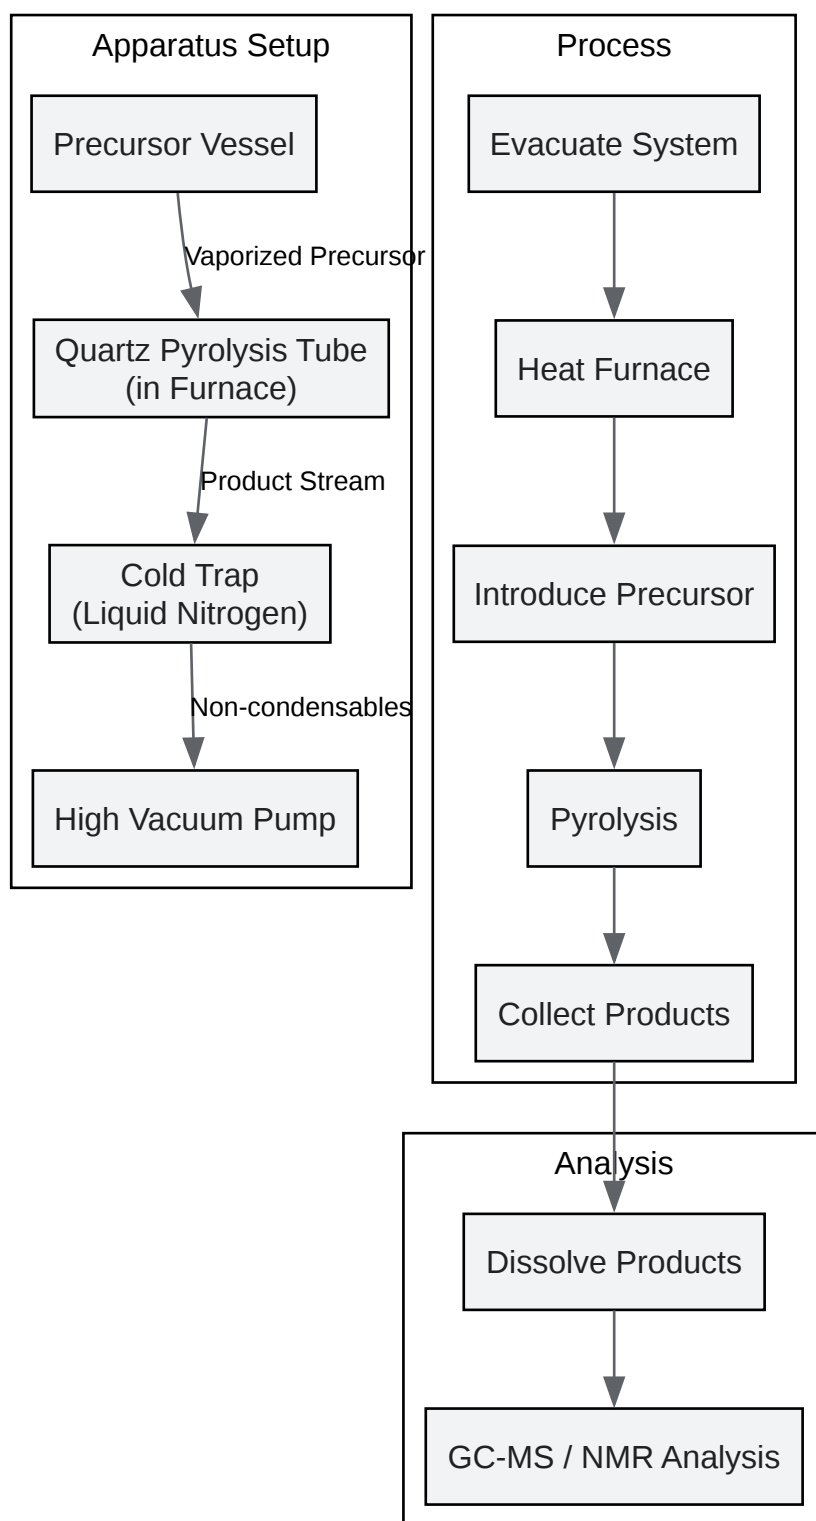 Apparatus Setup
Precursor Vessel
Vaporized Precursor
Quartz Pyrolysis Tube
(in Furnace)
Product Stream
Cold Trap
(Liquid Nitrogen)
Non-condensables
High Vacuum Pump
Process
Evacuate System
Heat Furnace
Introduce Precursor
Pyrolysis
Collect Products
Analysis
Dissolve Products
GC-MS / NMR Analysis